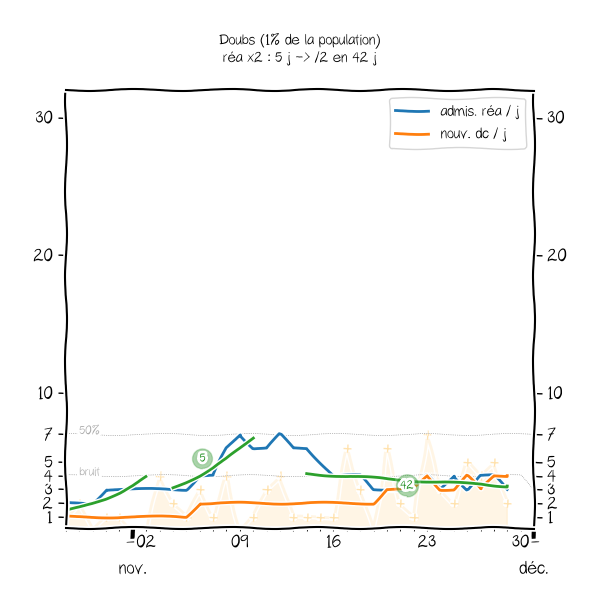 Doubs (1% de la population)
réa x2 : 5 j -> /2 en 42 j
admis. réa / j
nouv. dc / j
30 30
20 20
10 10
7 50% 7
5 5 5
4 bruit 4
3 42 3
2 2
1 1
02 09 16 23 30
nov. déc.